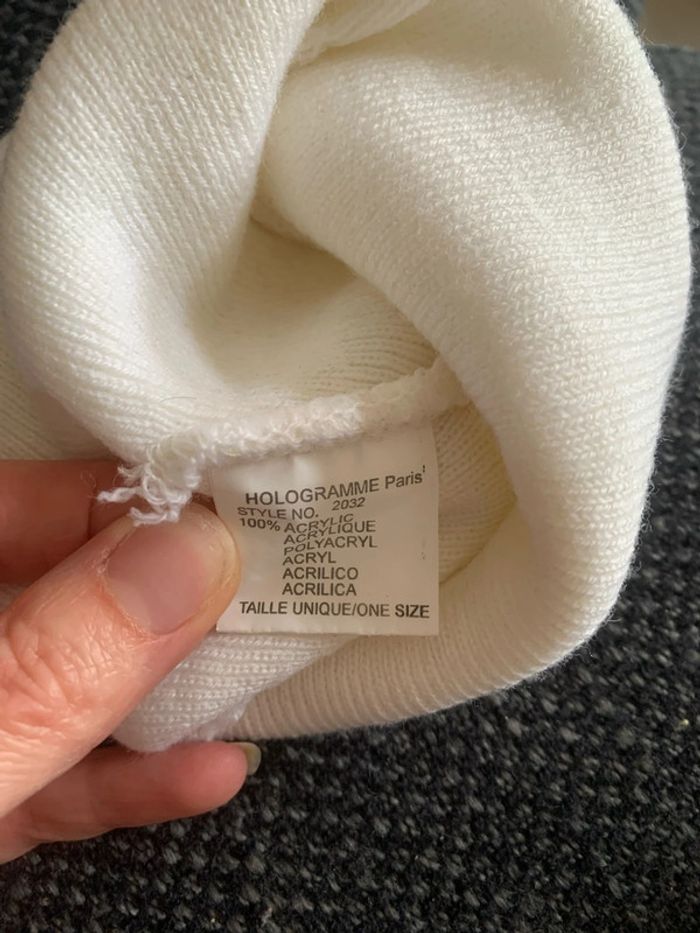 HOLOGRAMME Paris
STYLE NO. 2032
100% ACRYLIC
ACRYLIQUE
POLYACRYL
ACRYL
ACRILICO
ACRILICA
TAILLE UNIQUE/ONE SIZE